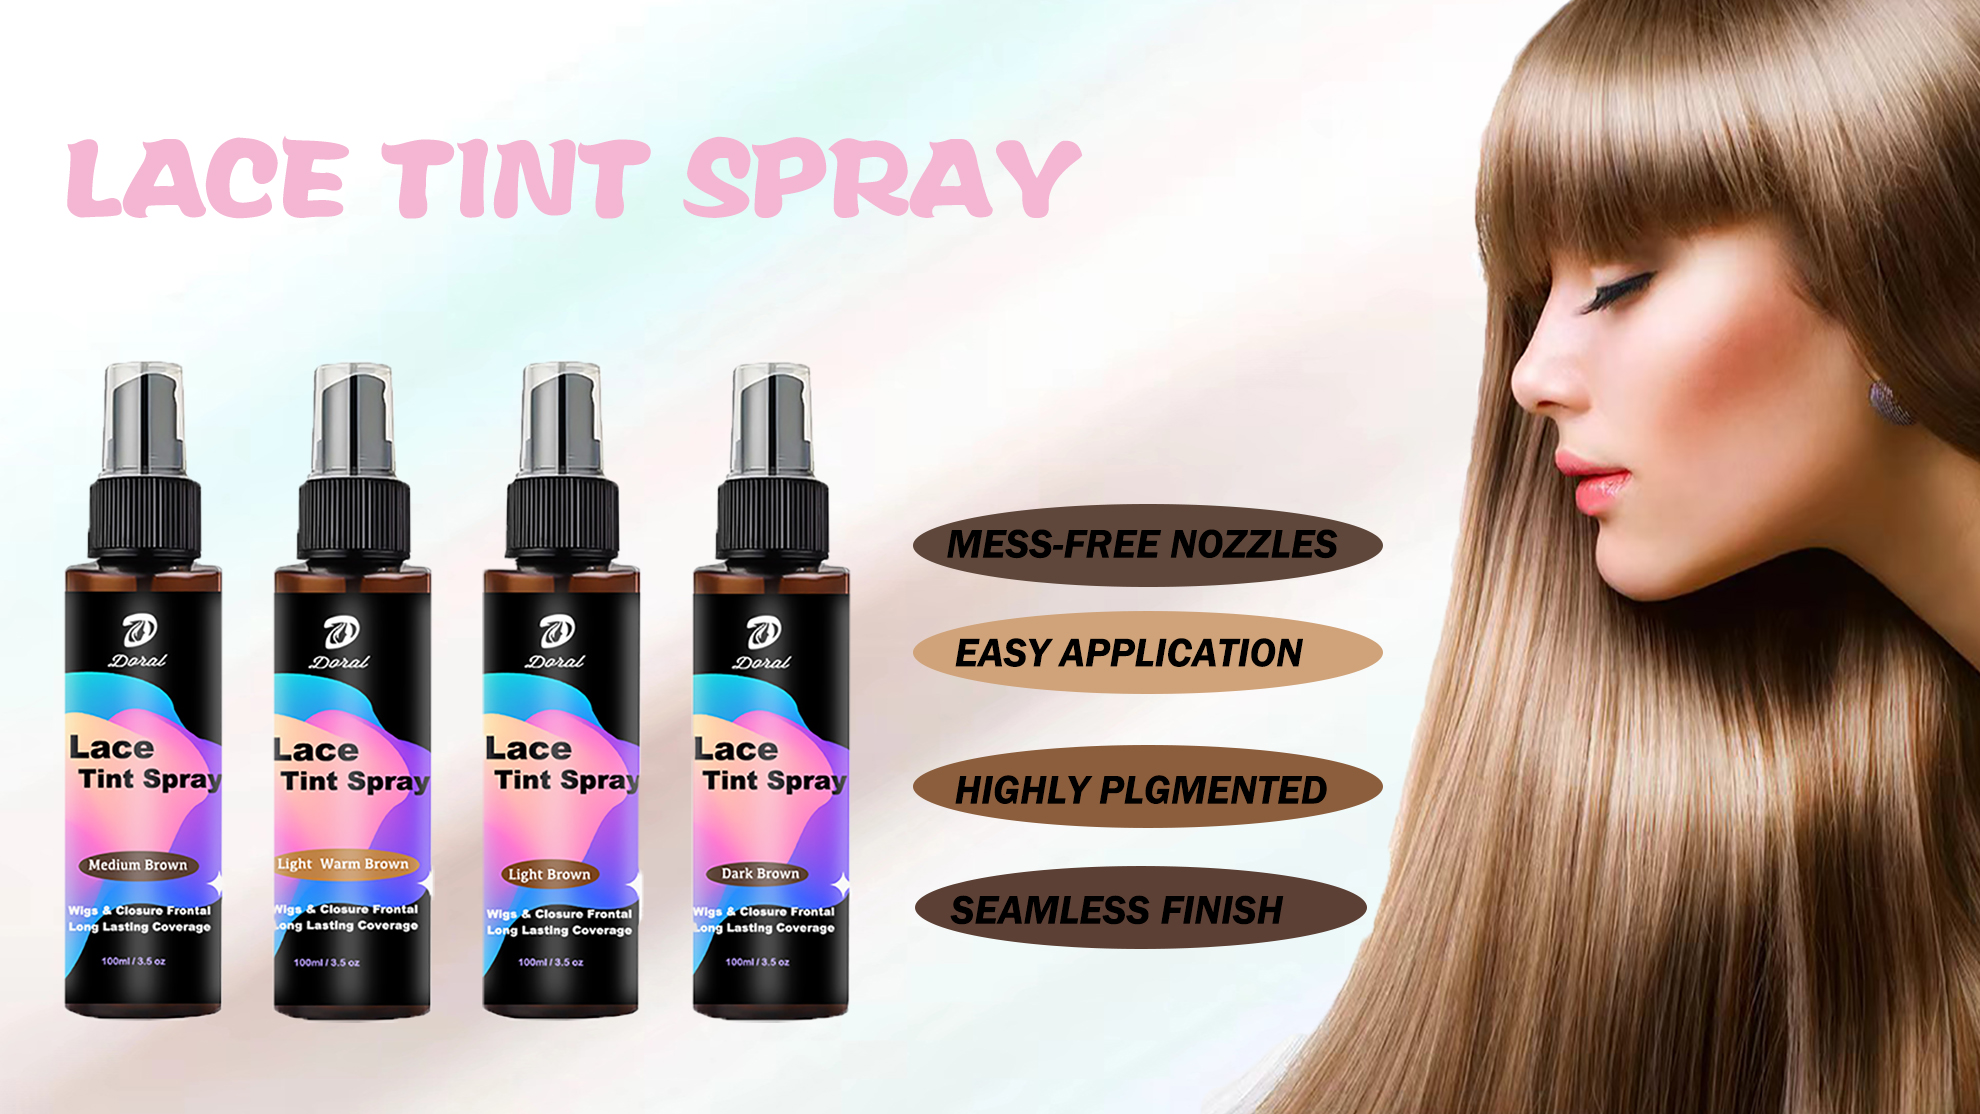 LACE TINT SPRAY
Doral
Lace
Tint Spray
Medium Brown
Wigs & Closure Frontal
Long Lasting Coverage
100ml / 3.5 oz
Doral
Lace
Tint Spray
Light Warm Brown
Wigs & Closure Frontal
Long Lasting Coverage
100ml / 3.5 oz
Doral
Lace
Tint Spray
Light Brown
Wigs & Closure Frontal
Long Lasting Coverage
100ml / 3.5 oz
Doral
Lace
Tint Spray
Dark Brown
Wigs & Closure Frontal
Long Lasting Coverage
100ml / 3.5 oz
MESS-FREE NOZZLES
EASY APPLICATION
HIGHLY PLGMENTED
SEAMLESS FINISH